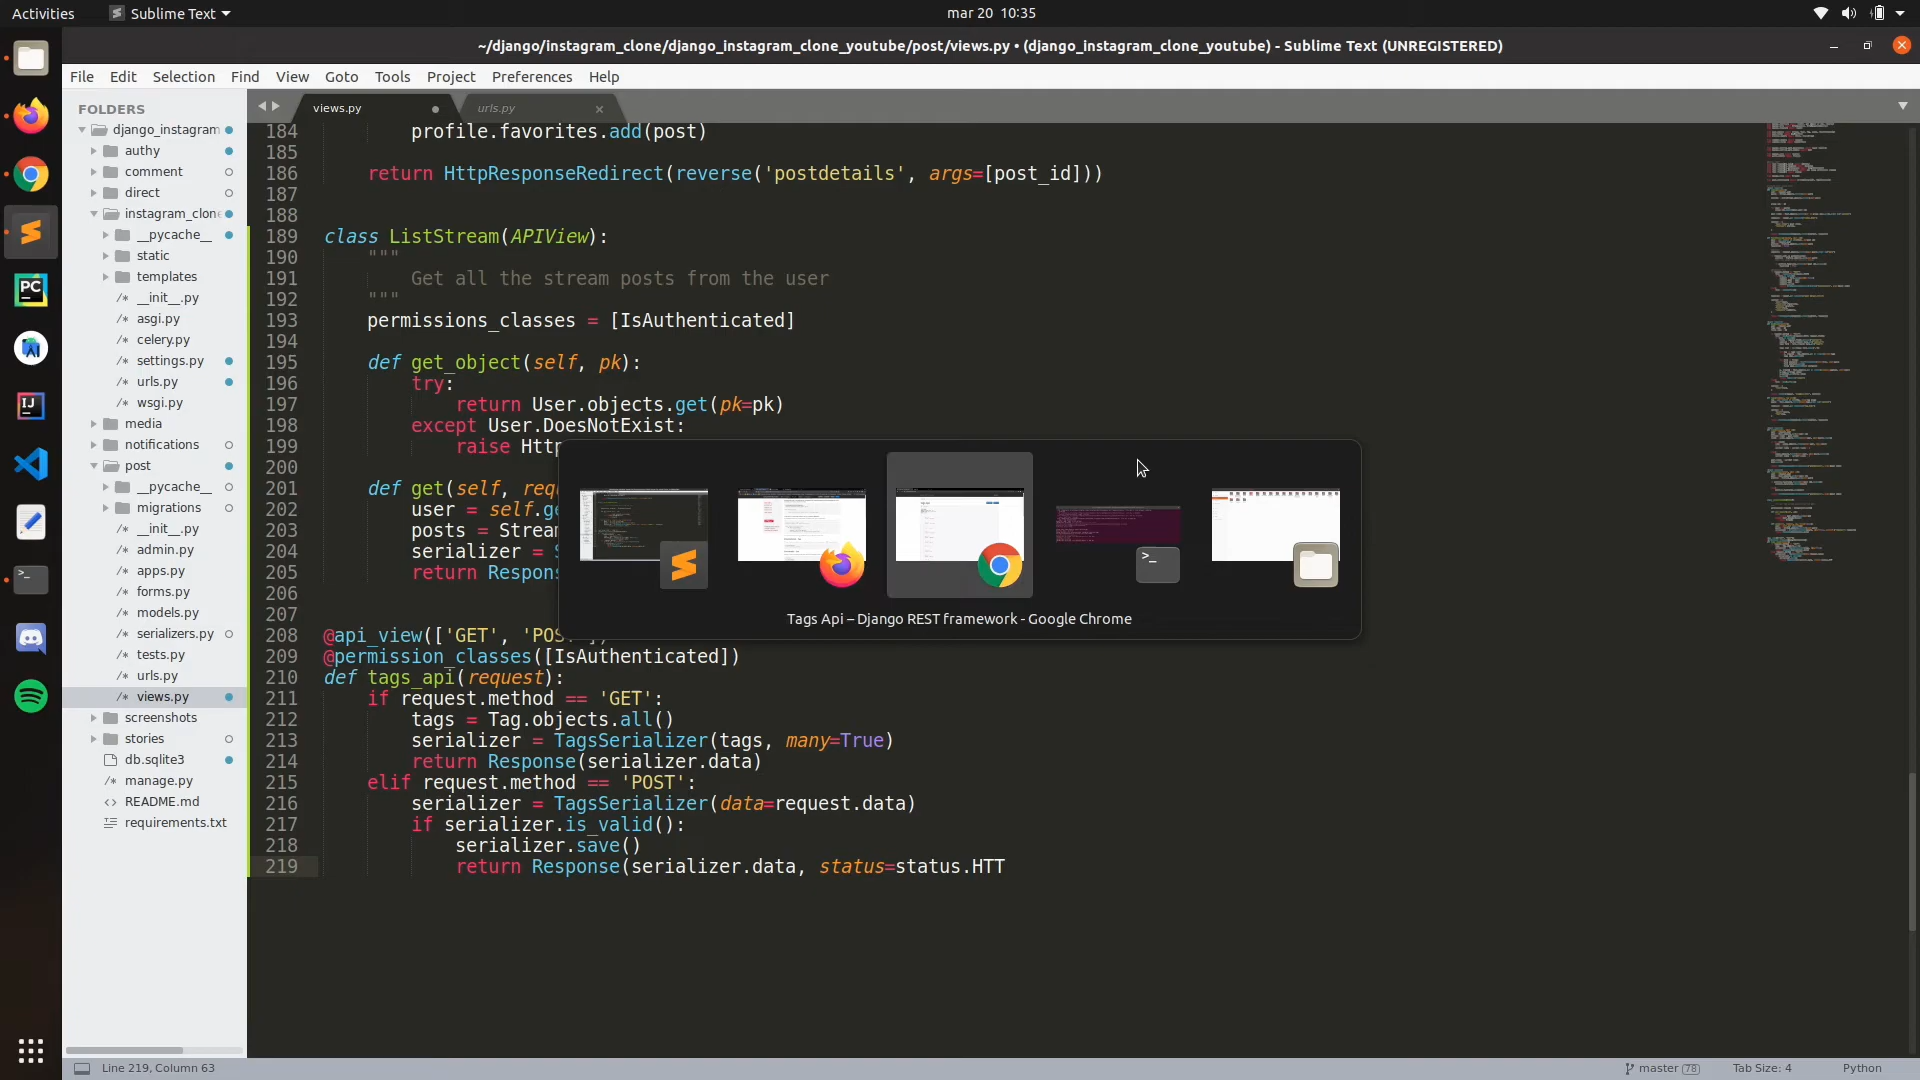 Activities
Sublime Text
mar 20 10:35
~/django/instagram_clone/django_instagram_clone_youtube/post/views.py • (django_instagram_clone_youtube) - Sublime Text (UNREGISTERED)
File Edit Selection Find View Goto Tools Project Preferences Help
FOLDERS
django_instagram
authy
comment
direct
instagram_clone
__pycache__
static
templates
/* __init__.py
/* asgi.py
/* celery.py
/* settings.py
/* urls.py
/* wsgi.py
media
notifications
post
__pycache__
migrations
/* __init__.py
/* admin.py
/* apps.py
/* forms.py
/* models.py
/* serializers.py
/* tests.py
/* urls.py
/* views.py
screenshots
stories
db.sqlite3
/* manage.py
<> README.md
requirements.txt
views.py
urls.py
184 profile.favorites.add(post)
185
186 return HttpResponseRedirect(reverse('postdetails', args=[post_id]))
187
188
189 class ListStream(APIView):
190 """
191 Get all the stream posts from the user
192 """
193 permissions_classes = [IsAuthenticated]
194
195 def get_object(self, pk):
196 try:
197 return User.objects.get(pk=pk)
198 except User.DoesNotExist:
199 raise Http
200
201 def get(self, requ
202 user = self.ge
203 posts = Stream
204 serializer = S
205 return Respons
206
207
208 @api_view(['GET', 'POST'])
209 @permission_classes([IsAuthenticated])
210 def tags_api(request):
211 if request.method == 'GET':
212 tags = Tag.objects.all()
213 serializer = TagsSerializer(tags, many=True)
214 return Response(serializer.data)
215 elif request.method == 'POST':
216 serializer = TagsSerializer(data=request.data)
217 if serializer.is_valid():
218 serializer.save()
219 return Response(serializer.data, status=status.HTT
Tags Api – Django REST framework - Google Chrome
Line 219, Column 63
master 78
Tab Size: 4
Python